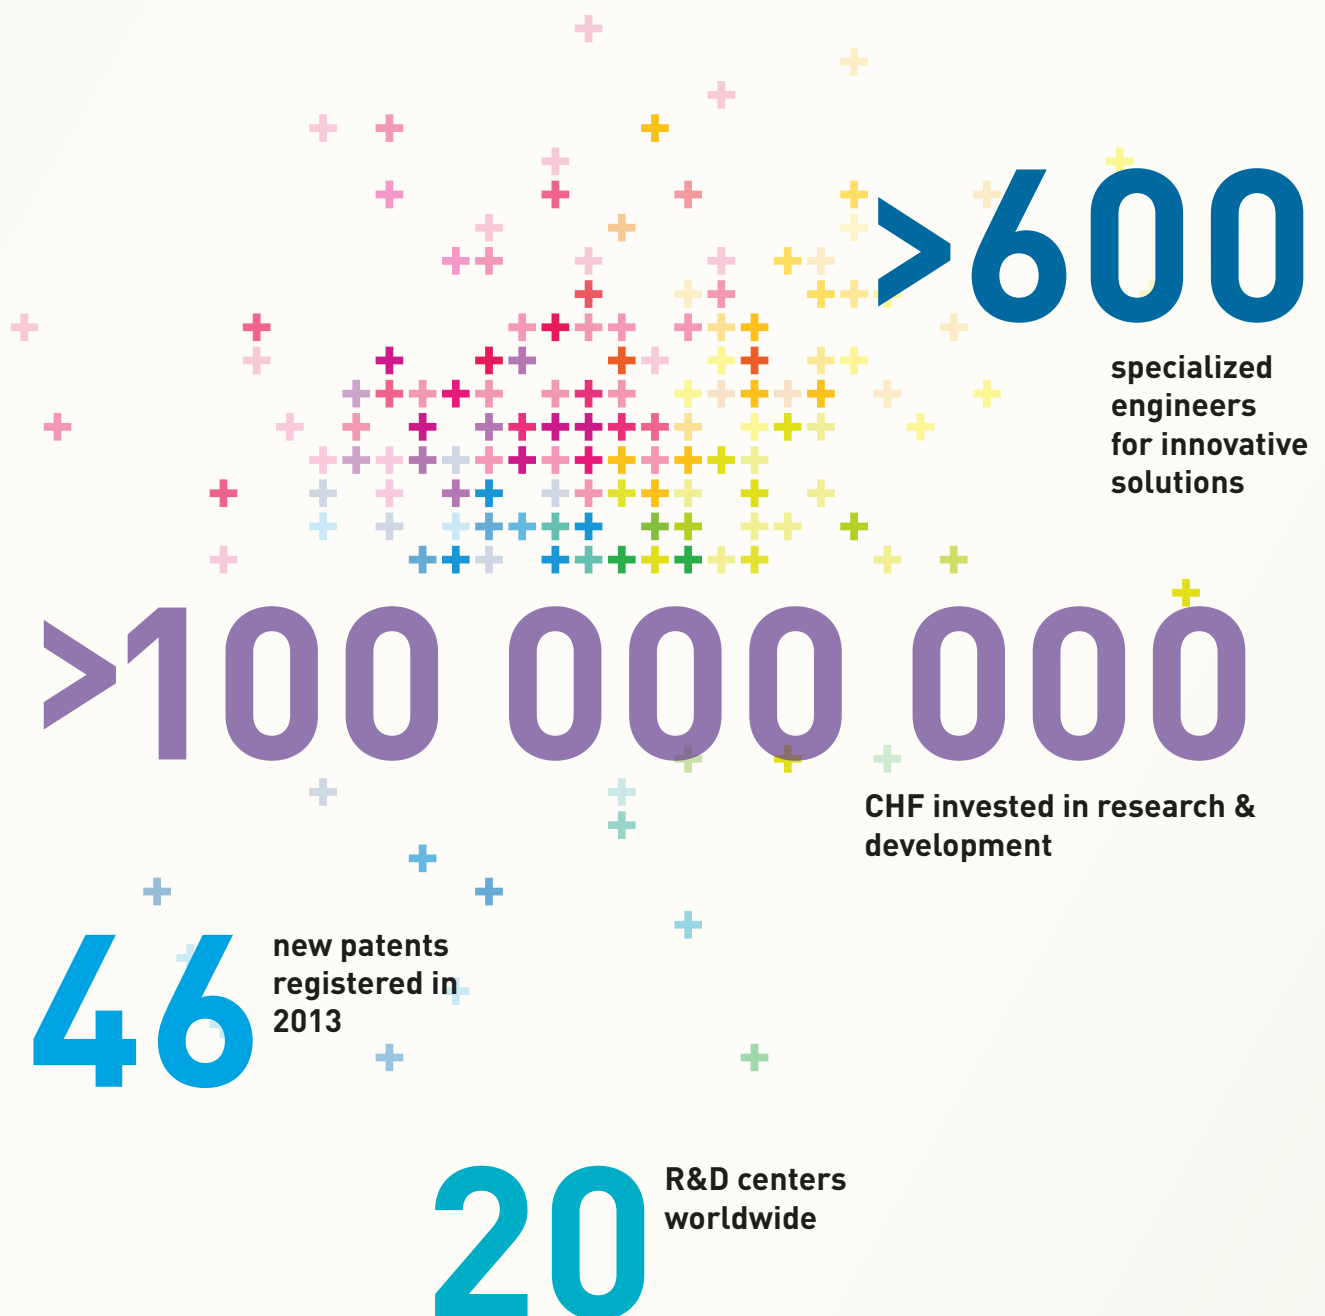 >600
specialized
engineers
for innovative
solutions
>100 000 000
CHF invested in research &
development
46
new patents
registered in
2013
20
R&D centers
worldwide